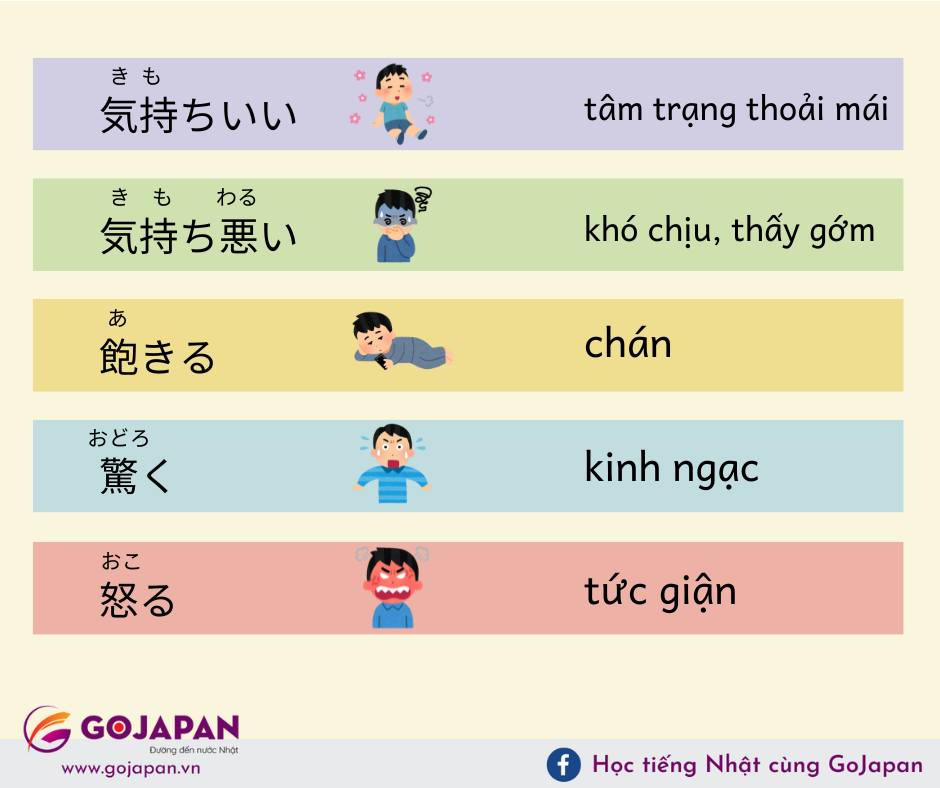 き も
気持ちいい
tâm trạng thoải mái
き も わる
気持ち悪い
khó chịu, thấy gớm
あ
飽きる
chán
おどろ
驚く
kinh ngạc
おこ
怒る
tức giận
GOJAPAN
Đường đến nước Nhật
www.gojapan.vn
f Học tiếng Nhật cùng GoJapan